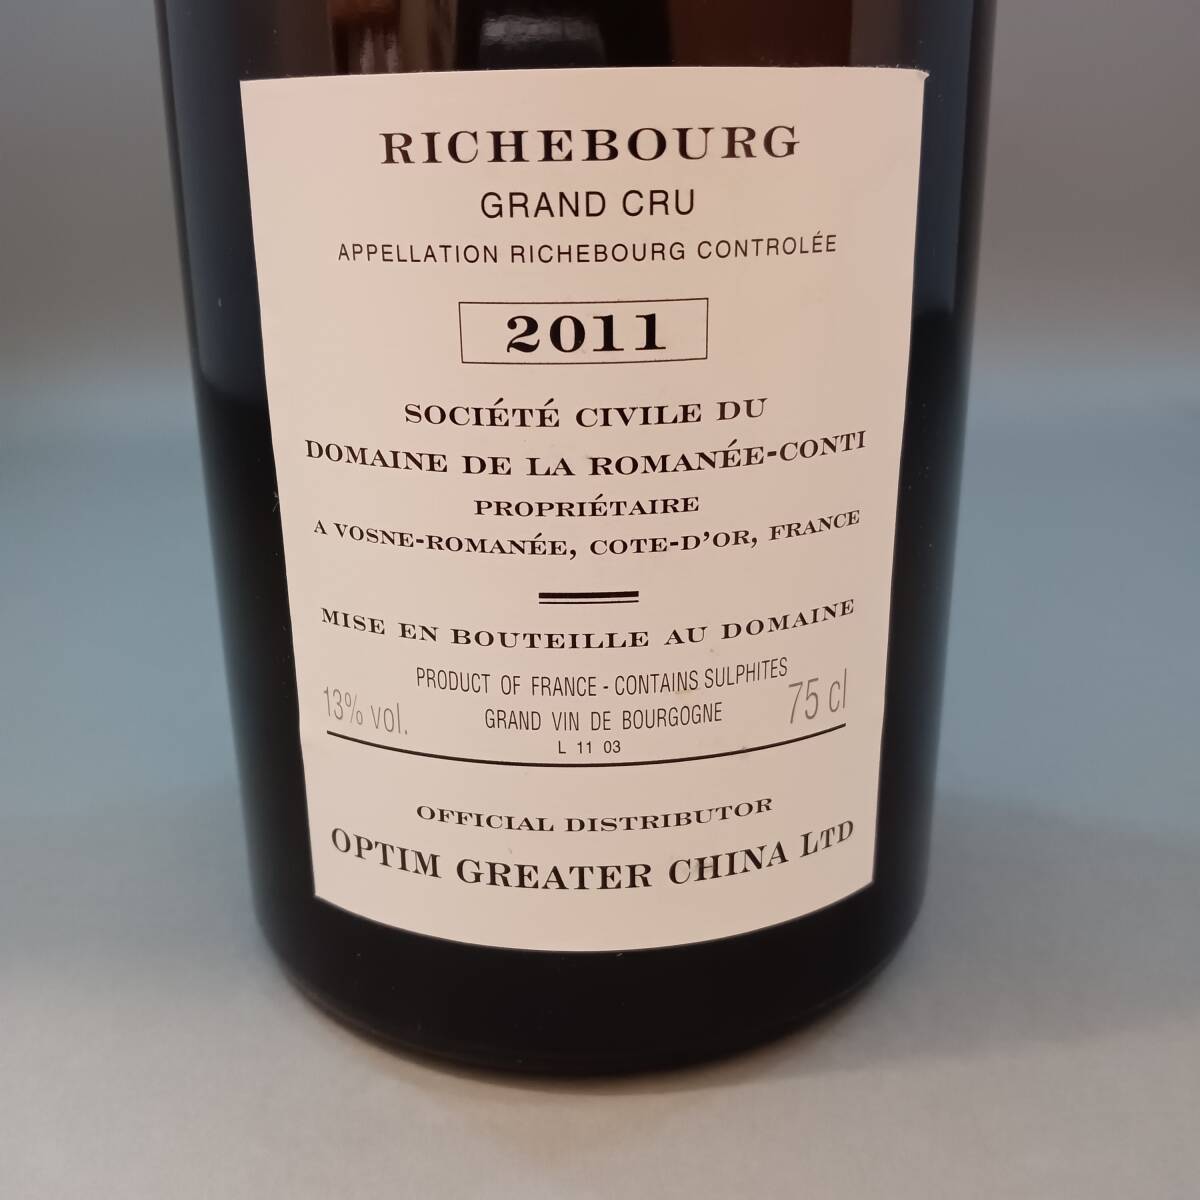 RICHEBOURG
GRAND CRU
APPELLATION RICHEBOURG CONTROLÉE
2011
SOCIÉTÉ CIVILE DU
DOMAINE DE LA ROMANÉE-CONTI
PROPRIÉTAIRE
A VOSNE-ROMANÉE, COTE-D'OR, FRANCE
MISE EN BOUTEILLE AU DOMAINE
PRODUCT OF FRANCE - CONTAINS SULPHITES
13% vol. GRAND VIN DE BOURGOGNE 75 cl
L 11 03
OFFICIAL DISTRIBUTOR
OPTIM GREATER CHINA LTD